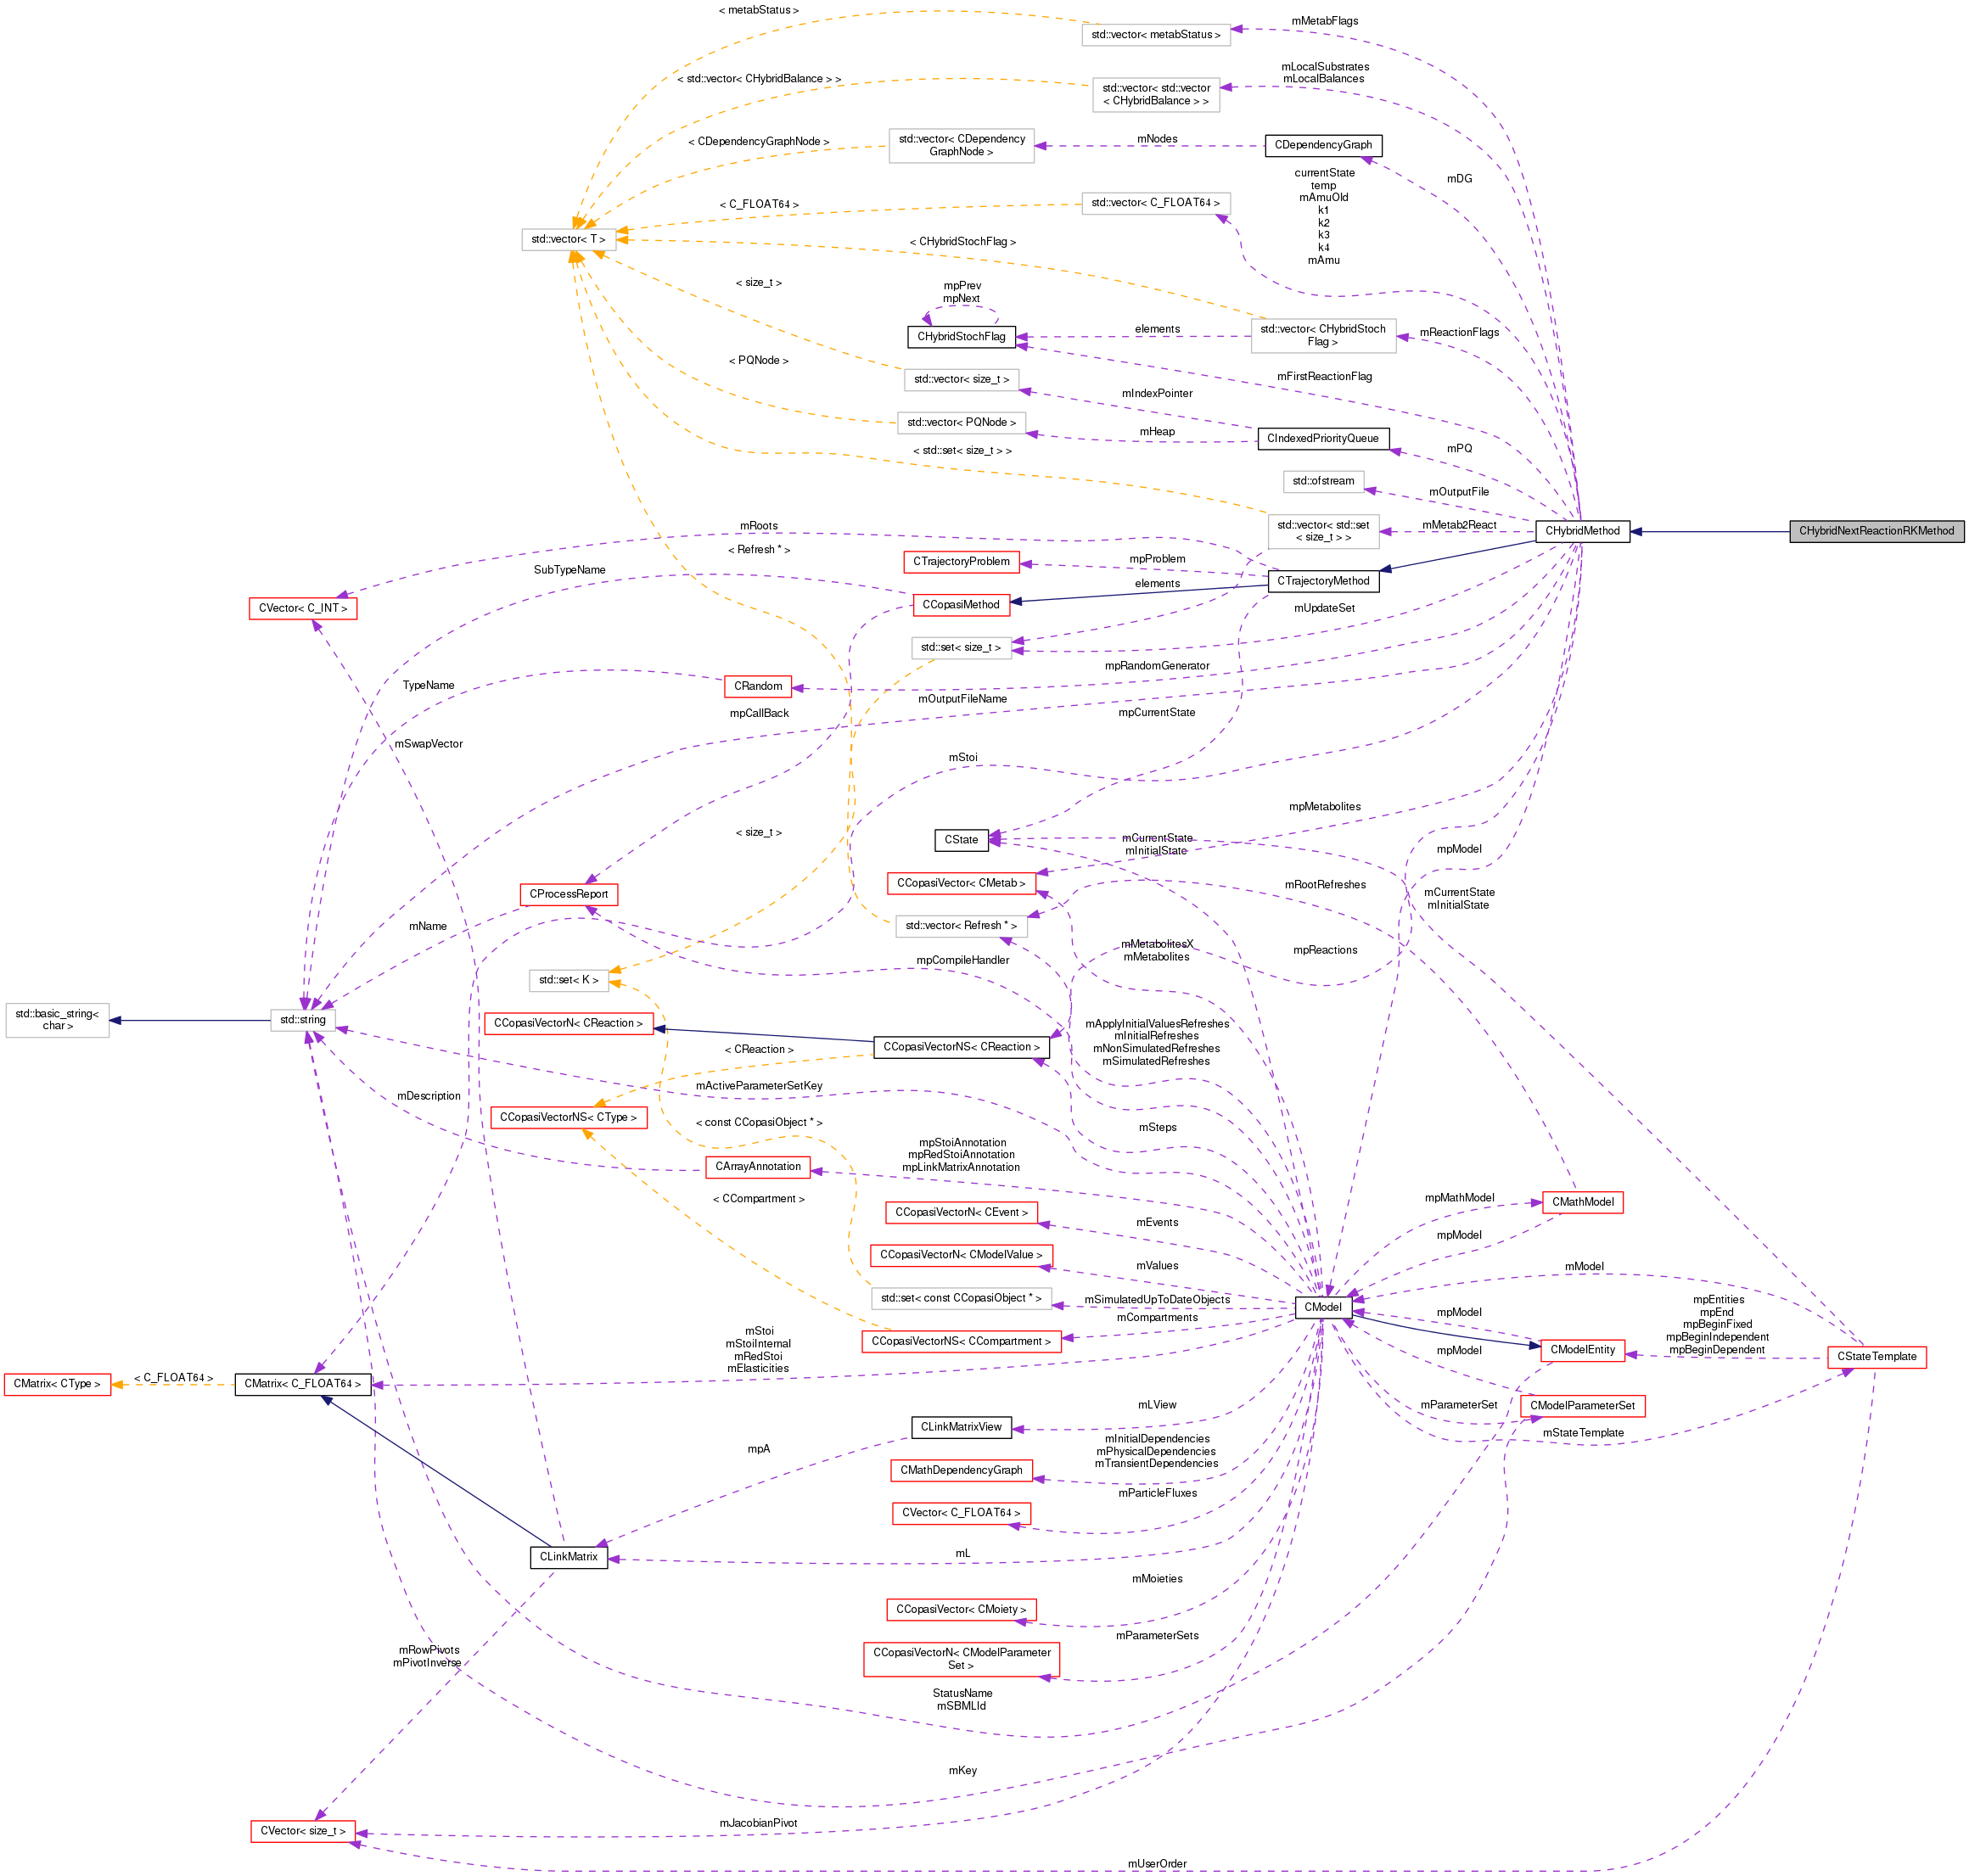 < metabStatus >
std::vector< metabStatus >
mMetabFlags
< std::vector< CHybridBalance > >
std::vector< std::vector
< CHybridBalance > >
mLocalSubstrates
mLocalBalances
< CDependencyGraphNode >
std::vector< CDependency
GraphNode >
mNodes
CDependencyGraph
mDG
< C_FLOAT64 >
std::vector< C_FLOAT64 >
currentState
temp
mAmuOld
k1
k2
k3
k4
mAmu
std::vector< T >
< CHybridStochFlag >
< size_t >
mpPrev
mpNext
CHybridStochFlag
elements
std::vector< CHybridStoch
Flag >
mReactionFlags
mFirstReactionFlag
< PQNode >
std::vector< size_t >
mIndexPointer
std::vector< PQNode >
mHeap
CIndexedPriorityQueue
mPQ
< std::set< size_t > >
std::ofstream
mOutputFile
mRoots
std::vector< std::set
< size_t > >
mMetab2React
CHybridMethod
CHybridNextReactionRKMethod
< Refresh * >
CTrajectoryProblem
mpProblem
CTrajectoryMethod
SubTypeName
elements
CVector< C_INT >
CCopasiMethod
mUpdateSet
std::set< size_t >
mpRandomGenerator
TypeName
CRandom
mOutputFileName
mpCallBack
mpCurrentState
mSwapVector
mStoi
mpMetabolites
< size_t >
CState
mCurrentState
mInitialState
mpModel
CCopasiVector< CMetab >
mRootRefreshes
mCurrentState
mInitialState
CProcessReport
mName
std::vector< Refresh * >
mMetabolitesX
mMetabolites
mpReactions
mpCompileHandler
std::set< K >
std::basic_string<
char >
std::string
CCopasiVectorN< CReaction >
CCopasiVectorNS< CReaction >
mApplyInitialValuesRefreshes
mInitialRefreshes
mNonSimulatedRefreshes
mSimulatedRefreshes
< CReaction >
mActiveParameterSetKey
mDescription
CCopasiVectorNS< CType >
< const CCopasiObject * >
mSteps
CArrayAnnotation
mpStoiAnnotation
mpRedStoiAnnotation
mpLinkMatrixAnnotation
< CCompartment >
CCopasiVectorN< CEvent >
mEvents
mpMathModel
CMathModel
mpModel
CCopasiVectorN< CModelValue >
mValues
mModel
std::set< const CCopasiObject * >
mSimulatedUpToDateObjects
CModel
mpModel
mpEntities
mpEnd
mpBeginFixed
mpBeginIndependent
mpBeginDependent
mCompartments
CCopasiVectorNS< CCompartment >
mStoi
mStoiInternal
mRedStoi
mElasticities
CModelEntity
CStateTemplate
mpModel
CMatrix< CType >
< C_FLOAT64 >
CMatrix< C_FLOAT64 >
mLView
mParameterSet
CModelParameterSet
CLinkMatrixView
mStateTemplate
mpA
mInitialDependencies
mPhysicalDependencies
mTransientDependencies
CMathDependencyGraph
mParticleFluxes
CVector< C_FLOAT64 >
CLinkMatrix
mL
mMoieties
CCopasiVector< CMoiety >
mParameterSets
CCopasiVectorN< CModelParameter
Set >
mRowPivots
mPivotInverse
StatusName
mSBMLId
mKey
CVector< size_t >
mJacobianPivot
mUserOrder